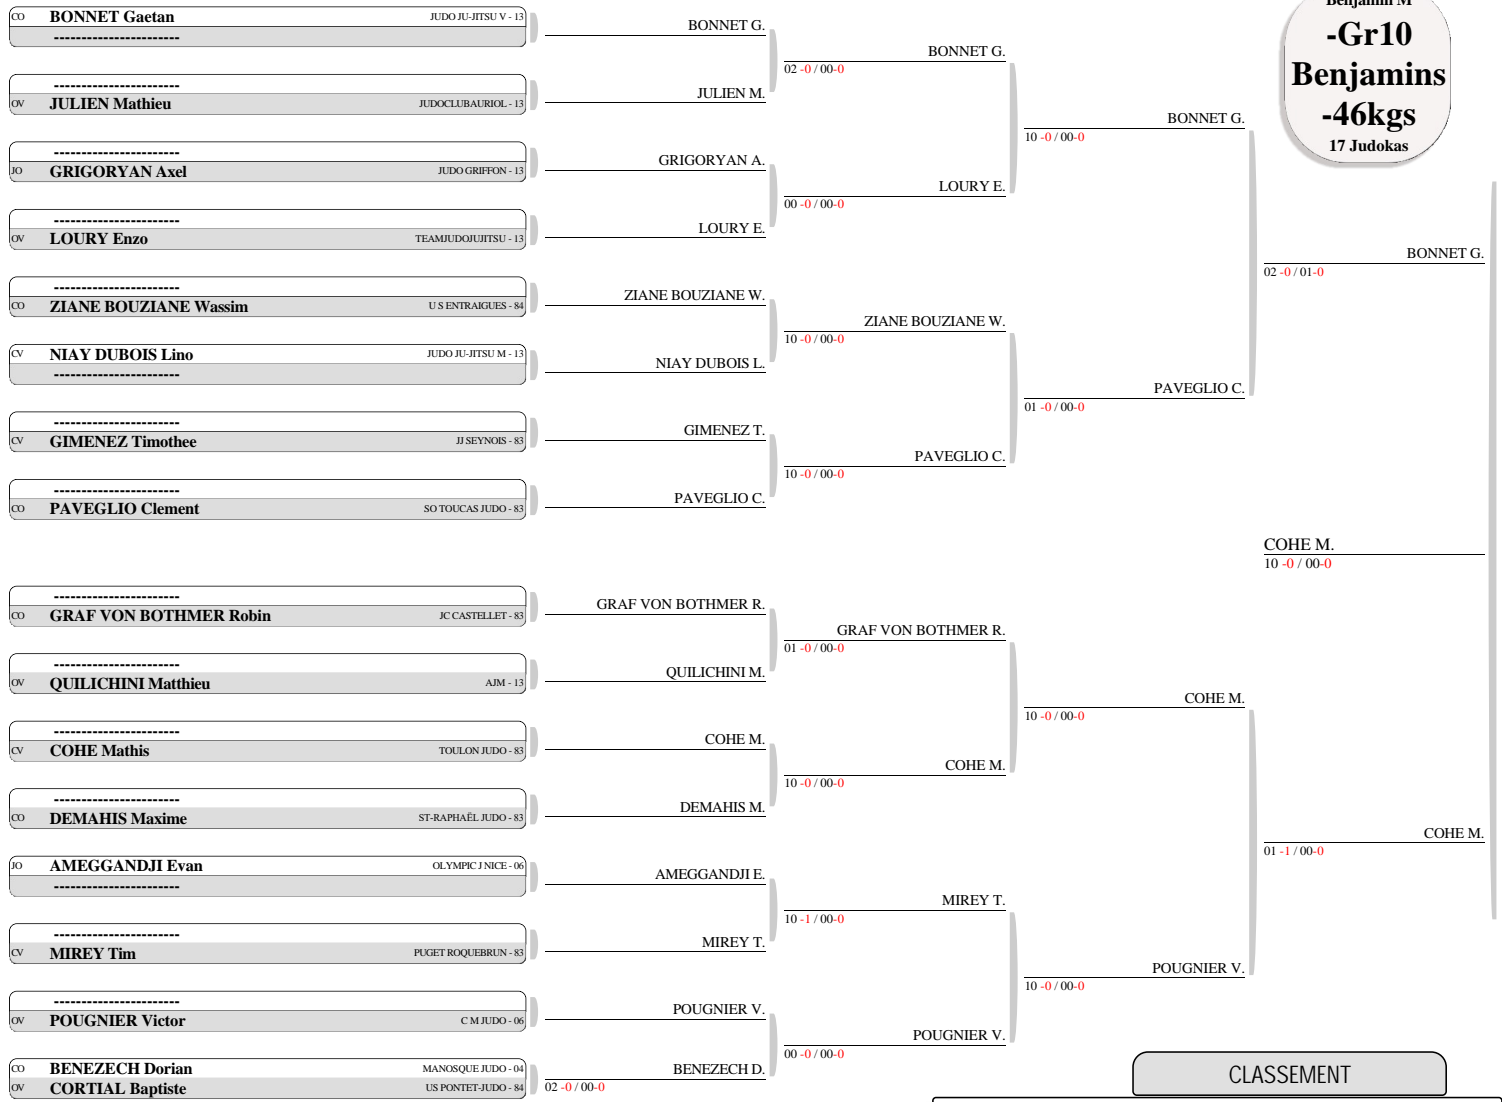 Benjamin M
-Gr10
Benjamins
-46kgs
17 Judokas
CO BONNET Gaetan JUDO JU-JITSU V - 13
-----------------------
-----------------------
OV JULIEN Mathieu JUDOCLUBAURIOL - 13
-----------------------
JO GRIGORYAN Axel JUDO GRIFFON - 13
-----------------------
OV LOURY Enzo TEAMJUDOJUJITSU - 13
-----------------------
CO ZIANE BOUZIANE Wassim U S ENTRAIGUES - 84
CV NIAY DUBOIS Lino JUDO JU-JITSU M - 13
-----------------------
-----------------------
CV GIMENEZ Timothee JJ SEYNOIS - 83
-----------------------
CO PAVEGLIO Clement SO TOUCAS JUDO - 83
-----------------------
CO GRAF VON BOTHMER Robin JC CASTELLET - 83
-----------------------
OV QUILICHINI Matthieu AJM - 13
-----------------------
CV COHE Mathis TOULON JUDO - 83
-----------------------
CO DEMAHIS Maxime ST-RAPHAËL JUDO - 83
JO AMEGGANDJI Evan OLYMPIC J NICE - 06
-----------------------
-----------------------
CV MIREY Tim PUGET ROQUEBRUN - 83
-----------------------
OV POUGNIER Victor C M JUDO - 06
CO BENEZECH Dorian MANOSQUE JUDO - 04
OV CORTIAL Baptiste US PONTET-JUDO - 84
BONNET G.
JULIEN M.
GRIGORYAN A.
LOURY E.
ZIANE BOUZIANE W.
NIAY DUBOIS L.
GIMENEZ T.
PAVEGLIO C.
GRAF VON BOTHMER R.
QUILICHINI M.
COHE M.
DEMAHIS M.
AMEGGANDJI E.
MIREY T.
POUGNIER V.
BENEZECH D.
02 -0 / 00-0
BONNET G.
02 -0 / 00-0
LOURY E.
00 -0 / 00-0
ZIANE BOUZIANE W.
10 -0 / 00-0
PAVEGLIO C.
10 -0 / 00-0
GRAF VON BOTHMER R.
01 -0 / 00-0
COHE M.
10 -0 / 00-0
MIREY T.
10 -1 / 00-0
POUGNIER V.
00 -0 / 00-0
BONNET G.
10 -0 / 00-0
PAVEGLIO C.
01 -0 / 00-0
COHE M.
10 -0 / 00-0
POUGNIER V.
10 -0 / 00-0
BONNET G.
02 -0 / 01-0
COHE M.
01 -1 / 00-0
COHE M.
10 -0 / 00-0
CLASSEMENT